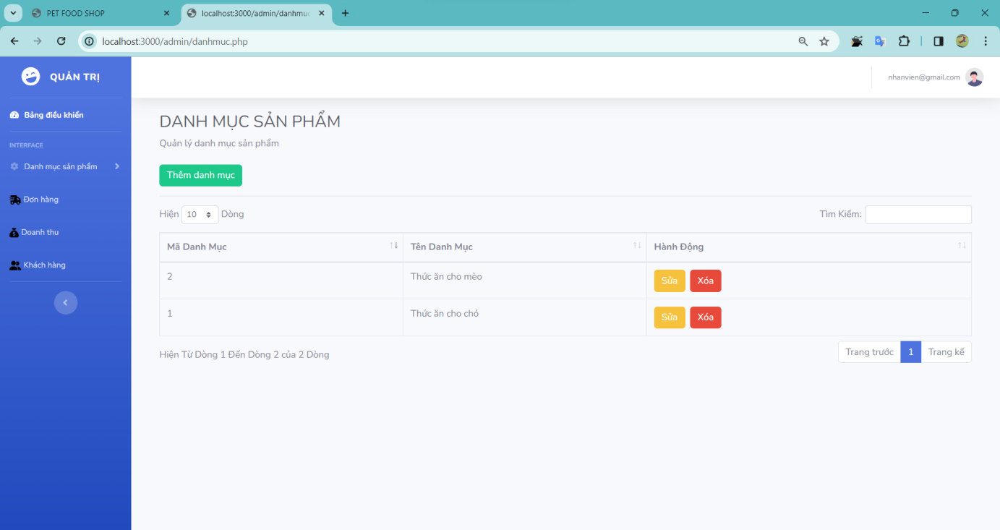 PET FOOD SHOP
localhost:3000/admin/danhmuc
localhost:3000/admin/danhmuc.php
QUẢN TRỊ
nhanvien@gmail.com
Bảng điều khiển
INTERFACE
Danh mục sản phẩm
Đơn hàng
Doanh thu
Khách hàng
DANH MỤC SẢN PHẨM
Quản lý danh mục sản phẩm
Thêm danh mục
Hiện 10 Dòng
Tìm Kiếm:
Mã Danh Mục Tên Danh Mục Hành Động
2 Thức ăn cho mèo Sửa Xóa
1 Thức ăn cho chó Sửa Xóa
Hiện Từ Dòng 1 Đến Dòng 2 của 2 Dòng
Trang trước 1 Trang kế